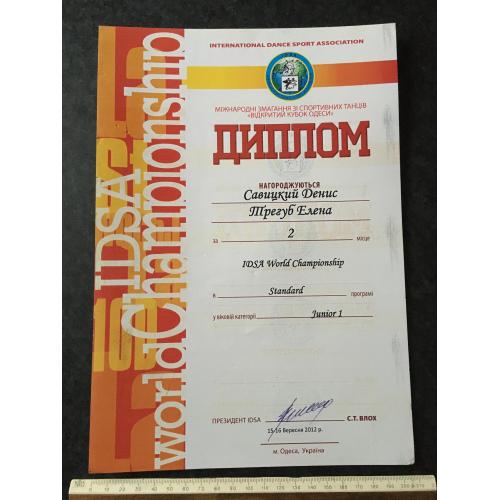 INTERNATIONAL DANCE SPORT ASSOCIATION
МІЖНАРОДНІ ЗМАГАННЯ ЗІ СПОРТИВНИХ ТАНЦІВ
«ВІДКРИТИЙ КУБОК ОДЕСИ»
ДИПЛОМ
НАГОРОДЖУЮТЬСЯ
Савицкий Денис
Трегуб Елена
за 2 місце
IDSA World Championship
в Standard програмі
у віковій категорії Junior 1
ПРЕЗИДЕНТ IDSA С.Т. ВЛОХ
15-16 Вересня 2012 р.
м. Одеса, Україна
IDSA
worldChampionship